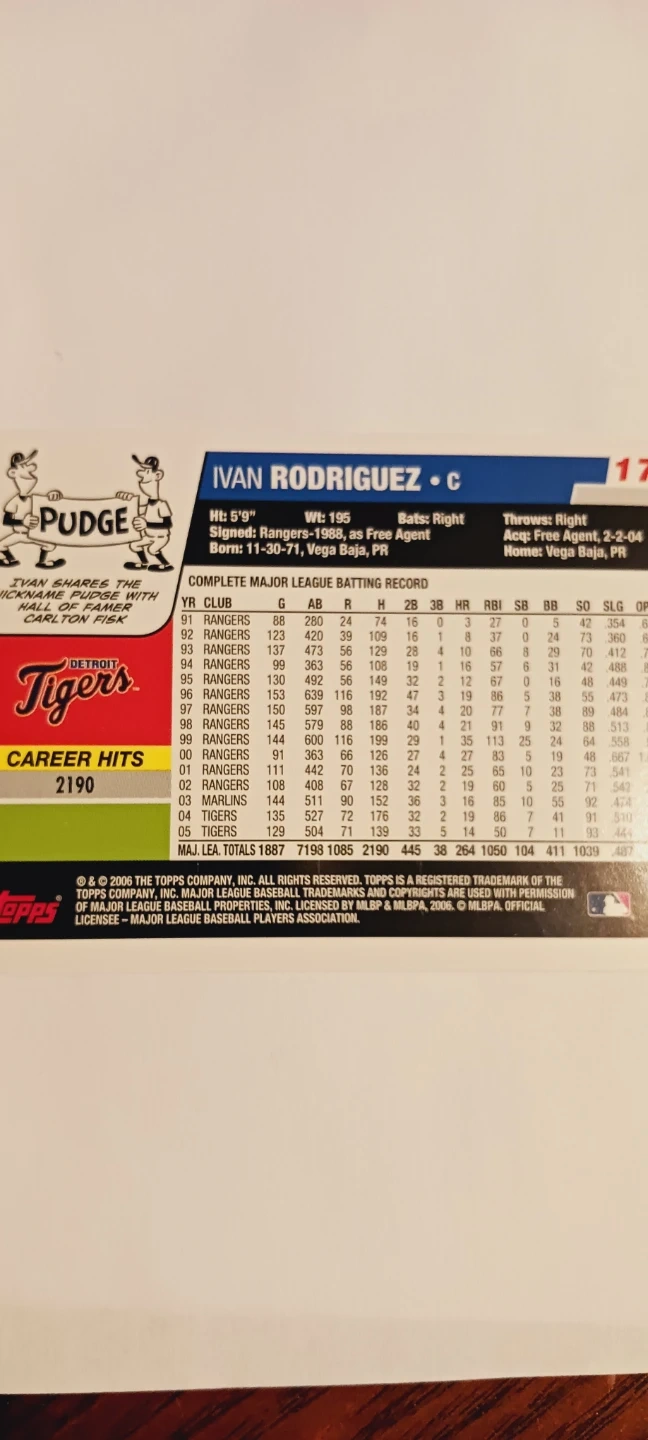 IVAN RODRIGUEZ • C
17
Ht: 5'9" Wt: 195 Bats: Right Throws: Right
Signed: Rangers-1988, as Free Agent Acq: Free Agent, 2-2-04
Born: 11-30-71, Vega Baja, PR Home: Vega Baja, PR
PUDGE
IVAN SHARES THE
NICKNAME PUDGE WITH
HALL OF FAMER
CARLTON FISK
DETROIT
Tigers
CAREER HITS
2190
COMPLETE MAJOR LEAGUE BATTING RECORD
YR CLUB G AB R H 2B 3B HR RBI SB BB SO SLG
91 RANGERS 88 280 24 74 16 0 3 27 0 5 42 .354
92 RANGERS 123 420 39 109 16 1 8 37 0 24 73 .360
93 RANGERS 137 473 56 129 28 4 10 66 8 29 70 .412
94 RANGERS 99 363 56 108 19 1 16 57 6 31 42 .488
95 RANGERS 130 492 56 149 32 2 12 67 0 16 48 .449
96 RANGERS 153 639 116 192 47 3 19 86 5 38 55 .473
97 RANGERS 150 597 98 187 34 4 20 77 7 38 89 .484
98 RANGERS 145 579 88 186 40 4 21 91 9 32 88 .513
99 RANGERS 144 600 116 199 29 1 35 113 25 24 64 .558
00 RANGERS 91 363 66 126 27 4 27 83 5 19 48 .667
01 RANGERS 111 442 70 136 24 2 25 65 10 23 73 .541
02 RANGERS 108 408 67 128 32 2 19 60 5 25 71 .542
03 MARLINS 144 511 90 152 36 3 16 85 10 55 92 .474
04 TIGERS 135 527 72 176 32 2 19 86 7 41 91 .510
05 TIGERS 129 504 71 139 33 5 14 50 7 11 93 .444
MAJ. LEA. TOTALS 1887 7198 1085 2190 445 38 264 1050 104 411 1039 .487
Topps
® & © 2006 THE TOPPS COMPANY, INC. ALL RIGHTS RESERVED. TOPPS IS A REGISTERED TRADEMARK OF THE
TOPPS COMPANY, INC. MAJOR LEAGUE BASEBALL TRADEMARKS AND COPYRIGHTS ARE USED WITH PERMISSION
OF MAJOR LEAGUE BASEBALL PROPERTIES, INC. LICENSED BY MLBP & MLBPA, 2006. © MLBPA. OFFICIAL
LICENSEE – MAJOR LEAGUE BASEBALL PLAYERS ASSOCIATION.